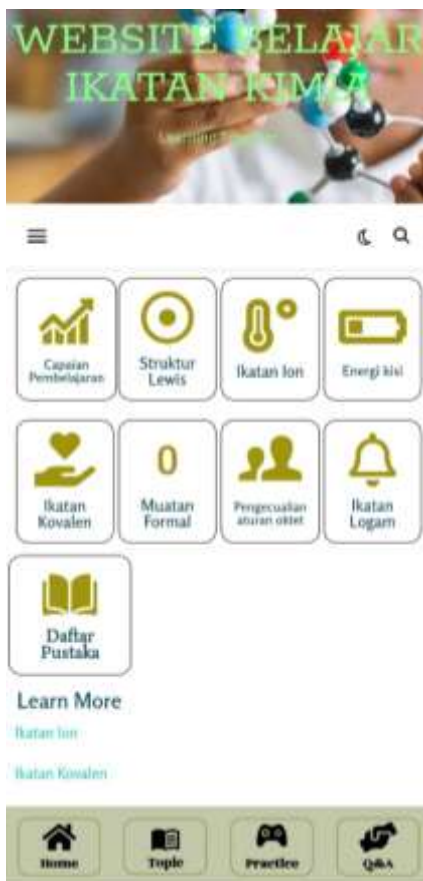 WEBSITE BELAJAR
IKATAN KIMIA
Capaian
Pembelajaran
Struktur
Lewis
Ikatan Ion
Energi kisi
Ikatan
Kovalen
0
Muatan
Formal
Pengecualian
aturan oktet
Ikatan
Logam
Daftar
Pustaka
Learn More
Ikatan Ion
Ikatan Kovalen
Home
Topic
Practice
Q&A